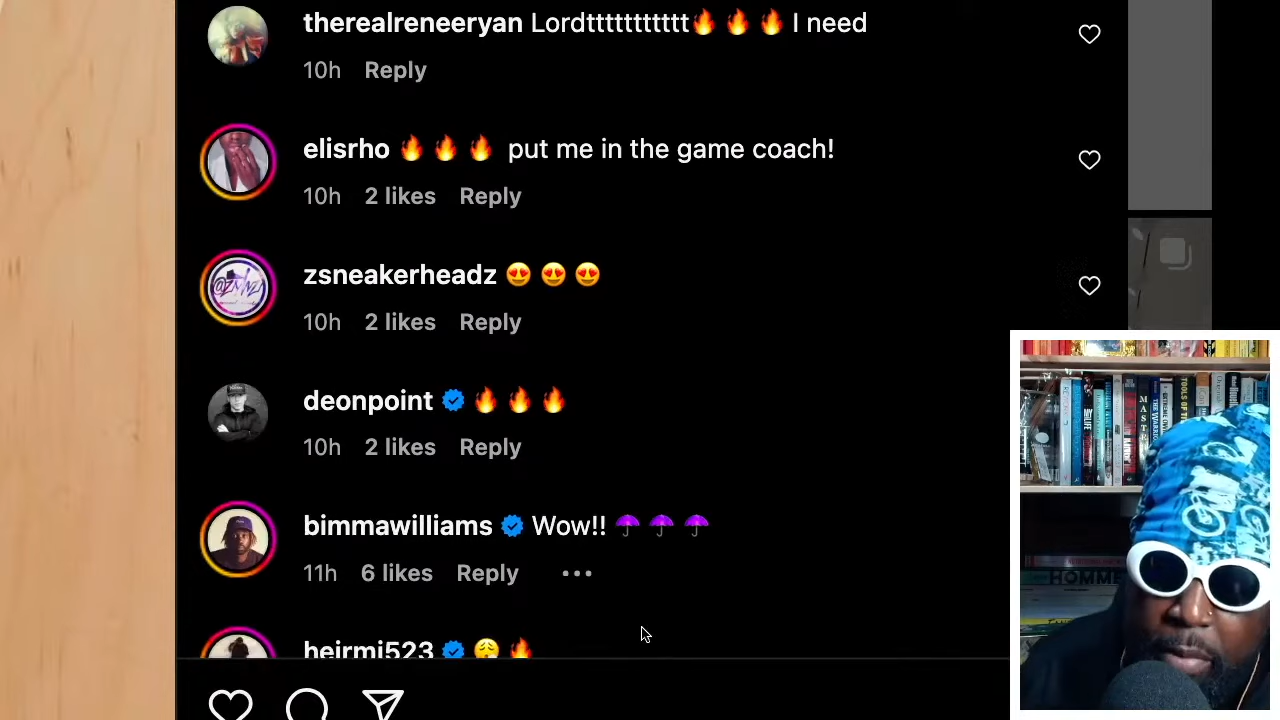 therealreneeryan Lordttttttttttt🔥🔥🔥 I need
10h Reply
elisrho 🔥🔥🔥 put me in the game coach!
10h 2 likes Reply
zsneakerheadz 😍😍😍
10h 2 likes Reply
deonpoint 🔥🔥🔥
10h 2 likes Reply
bimmawilliams Wow!! ☂☂☂
11h 6 likes Reply •••
heirmi523 😮‍💨🔥
HOMME